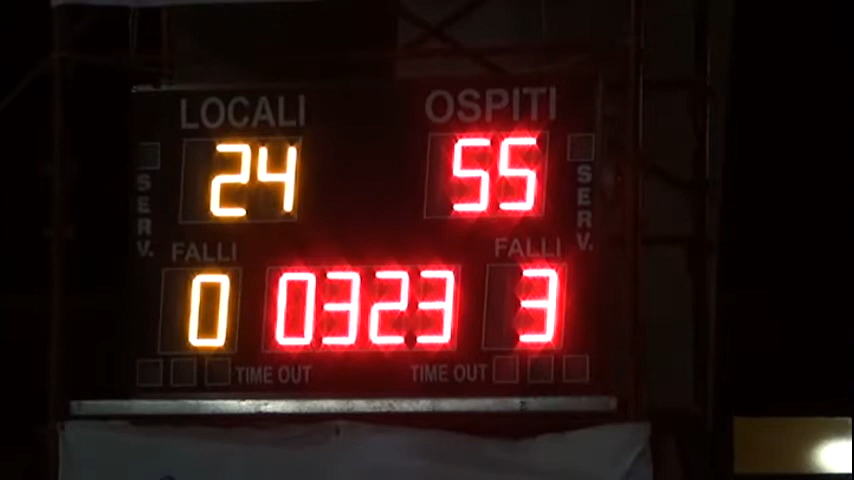 LOCALI OSPITI
24 55
SERV. SERV.
FALLI FALLI
0 0323 3
TIME OUT TIME OUT